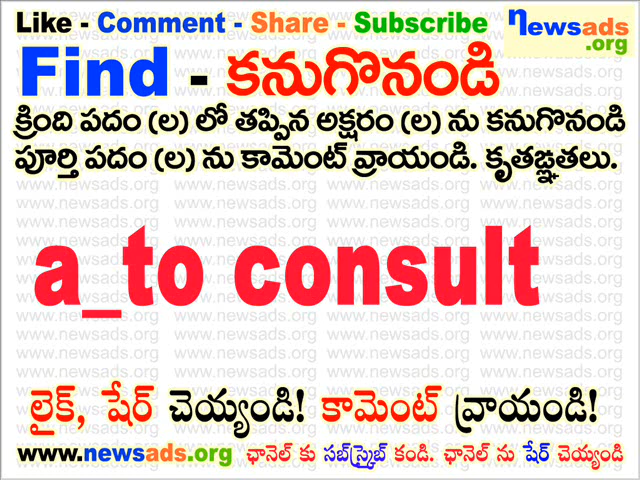 Like - Comment - Share - Subscribe
newsads
.org
Find - కనుగొనండి
క్రింది పదం (ల) లో తప్పిన అక్షరం (ల) ను కనుగొనండి
పూర్తి పదం (ల) ను కామెంట్ వ్రాయండి. కృతఙ్ఞతలు.
a_to consult
లైక్, షేర్ చెయ్యండి! కామెంట్ వ్రాయండి!
www.newsads.org ఛానెల్ కు సబ్‌స్క్రైబ్ కండి. ఛానెల్ ను షేర్ చెయ్యండి